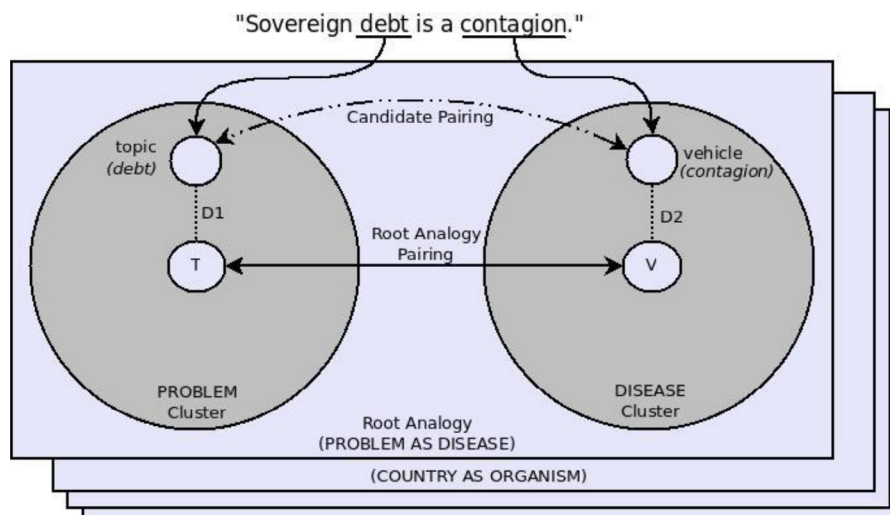 "Sovereign debt is a contagion."
Candidate Pairing
topic
(debt)
vehicle
(contagion)
D1
D2
Root Analogy
Pairing
T
V
PROBLEM
Cluster
DISEASE
Cluster
Root Analogy
(PROBLEM AS DISEASE)
(COUNTRY AS ORGANISM)